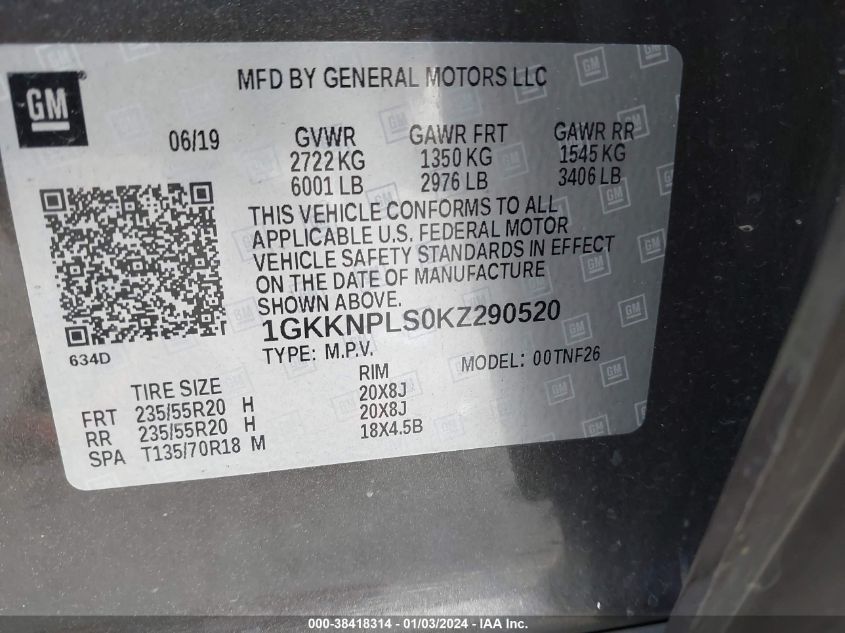 GM
MFD BY GENERAL MOTORS LLC
06/19 GVWR GAWR FRT GAWR RR
2722 KG 1350 KG 1545 KG
6001 LB 2976 LB 3406 LB
THIS VEHICLE CONFORMS TO ALL
APPLICABLE U.S. FEDERAL MOTOR
VEHICLE SAFETY STANDARDS IN EFFECT
ON THE DATE OF MANUFACTURE
SHOWN ABOVE.
1GKKNPLS0KZ290520
634D
TYPE: M.P.V. MODEL: 00TNF26
TIRE SIZE RIM
FRT 235/55R20 H 20X8J
RR 235/55R20 H 20X8J
SPA T135/70R18 M 18X4.5B
000-38418314 - 01/03/2024 - IAA Inc.